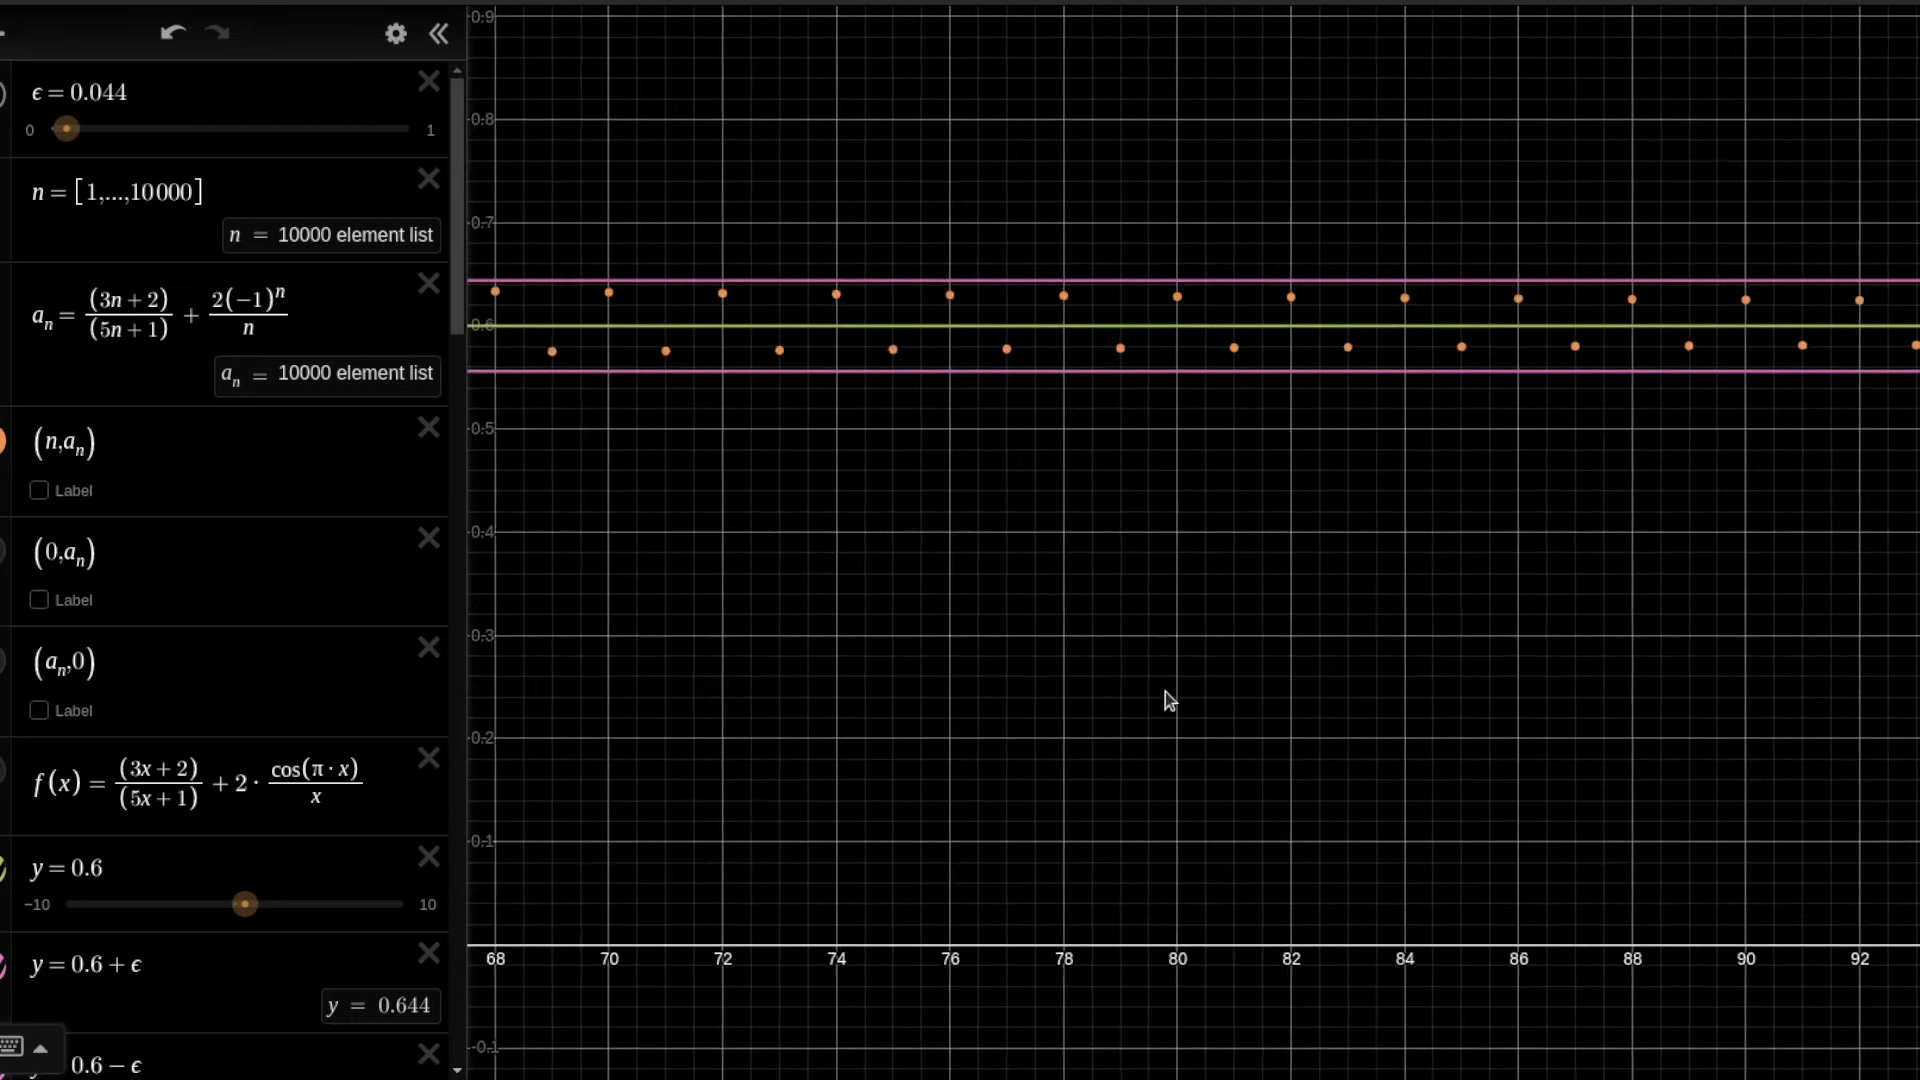 ϵ = 0.044
0 1
n = [1,...,10000]
n = 10000 element list
aₙ = (3n + 2)/(5n + 1) + 2(−1)ⁿ/n
aₙ = 10000 element list
(n,aₙ)
Label
(0,aₙ)
Label
(aₙ,0)
Label
f(x) = (3x + 2)/(5x + 1) + 2 · cos(π · x)/x
y = 0.6
−10 10
y = 0.6 + ϵ
y = 0.644
0.6 − ϵ
0.9
0.8
0.7
0.6
0.5
0.4
0.3
0.2
0.1
68 70 72 74 76 78 80 82 84 86 88 90 92
-0.1